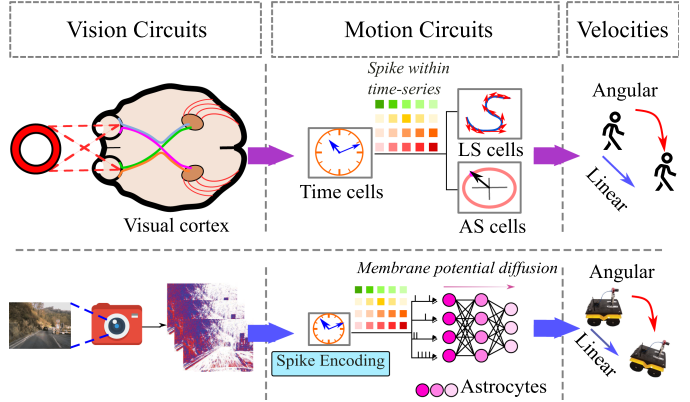 Vision Circuits
Motion Circuits
Velocities
Spike within
time-series
Time cells
LS cells
AS cells
Visual cortex
Angular
Linear
Membrane potential diffusion
Spike Encoding
Astrocytes
Angular
Linear